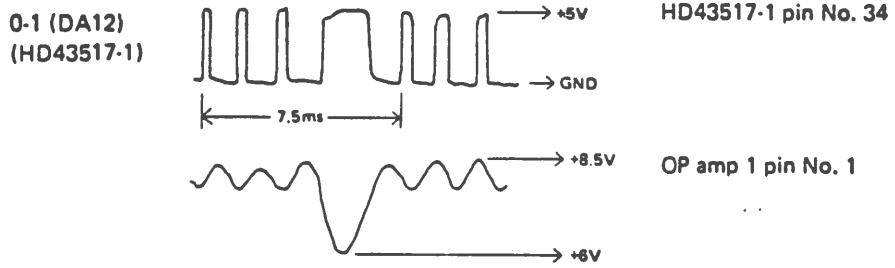 0-1 (DA12)
(HD43517-1)
+5V
HD43517-1 pin No. 34
GND
7.5ms
+8.5V
OP amp 1 pin No. 1
+6V